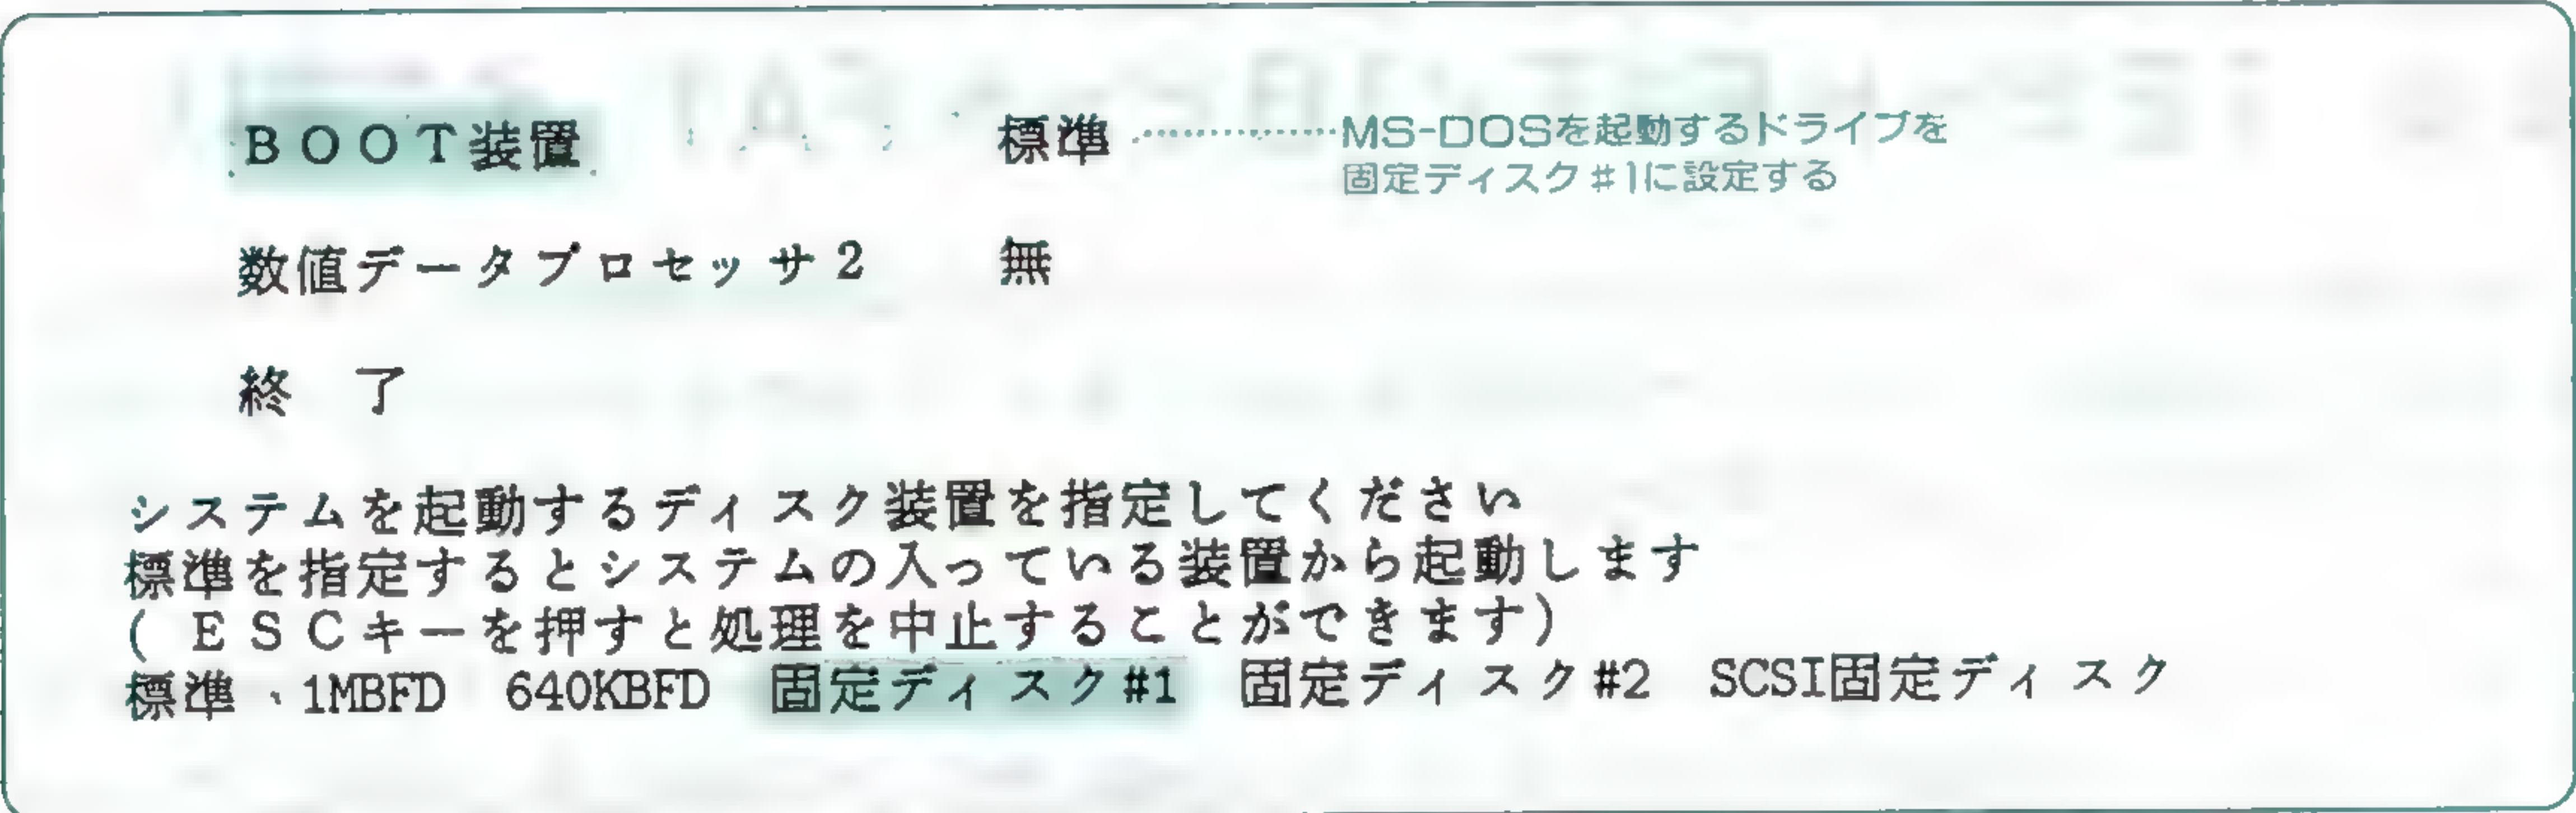 BOOT装置 標準 MS-DOSを起動するドライブを
固定ディスク#1に設定する
数値データプロセッサ2 無
終 了
システムを起動するディスク装置を指定してください
標準を指定するとシステムの入っている装置から起動します
(ESCキーを押すと処理を中止することができます)
標準 1MBFD 640KBFD 固定ディスク#1 固定ディスク#2 SCSI固定ディスク